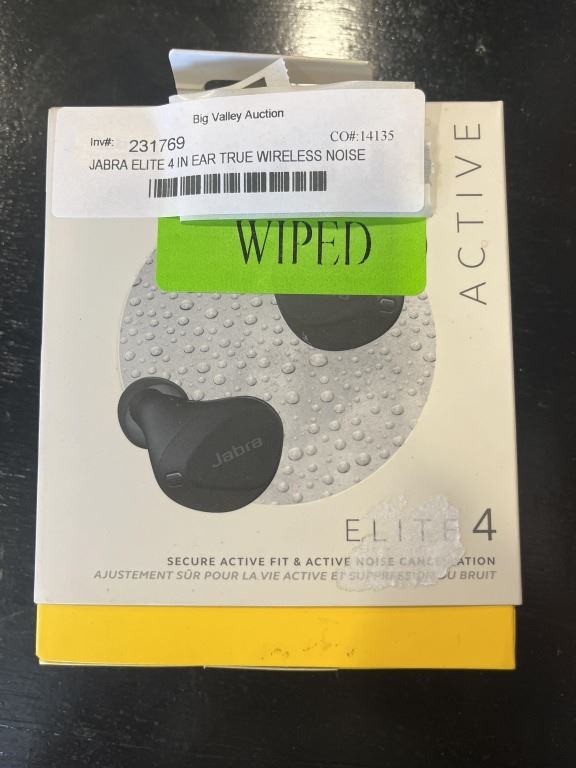 Big Valley Auction
Inv#: 231769 CO#:14135
JABRA ELITE 4 IN EAR TRUE WIRELESS NOISE
WIPED
ACTIVE
Jabra
ELITE 4
SECURE ACTIVE FIT & ACTIVE NOISE CANCELLATION
AJUSTEMENT SÛR POUR LA VIE ACTIVE ET SUPPRESSION DU BRUIT